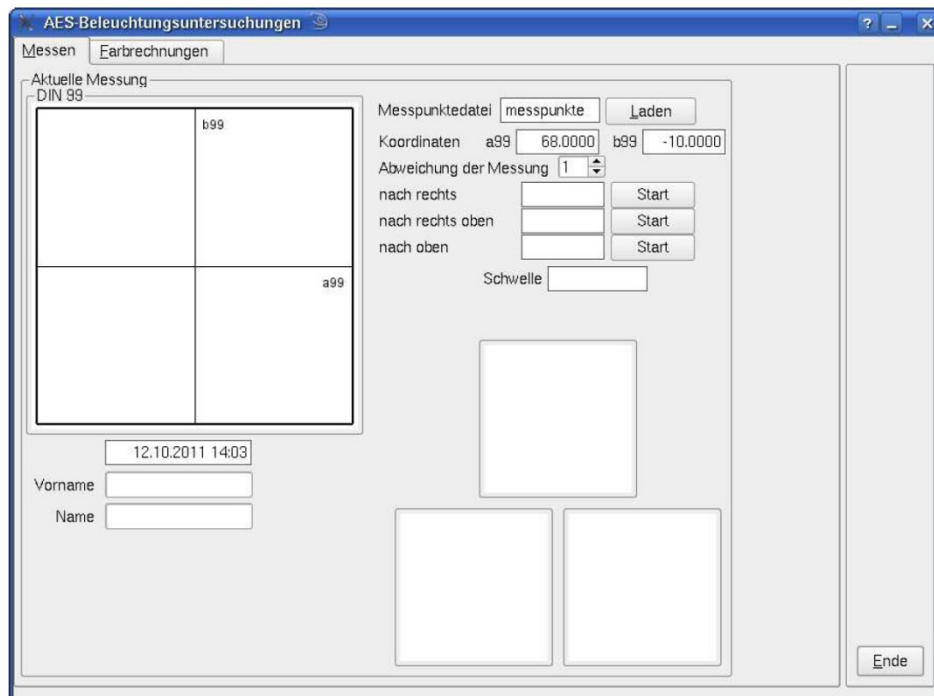 AES-Beleuchtungsuntersuchungen
Messen Farbrechnungen
Aktuelle Messung
DIN 99
b99
a99
Messpunktedatei messpunkte Laden
Koordinaten a99 68.0000 b99 -10.0000
Abweichung der Messung 1
nach rechts Start
nach rechts oben Start
nach oben Start
Schwelle
12.10.2011 14:03
Vorname
Name
Ende